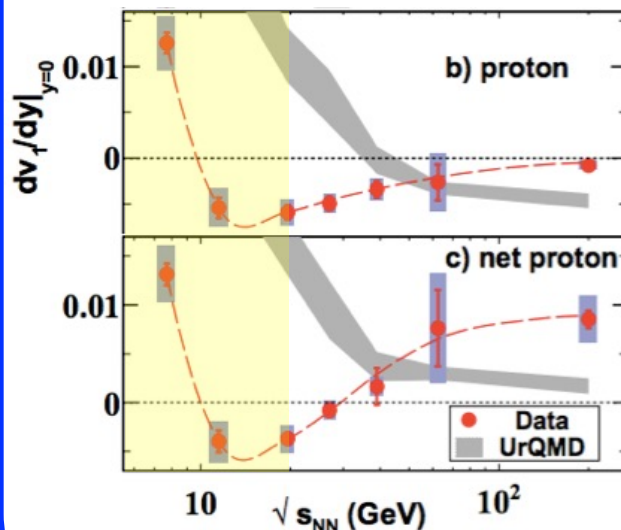 0.01
0
b) proton
dv₁/dy|y=0
c) net proton
0.01
0
Data
UrQMD
10 10²
√sNN (GeV)